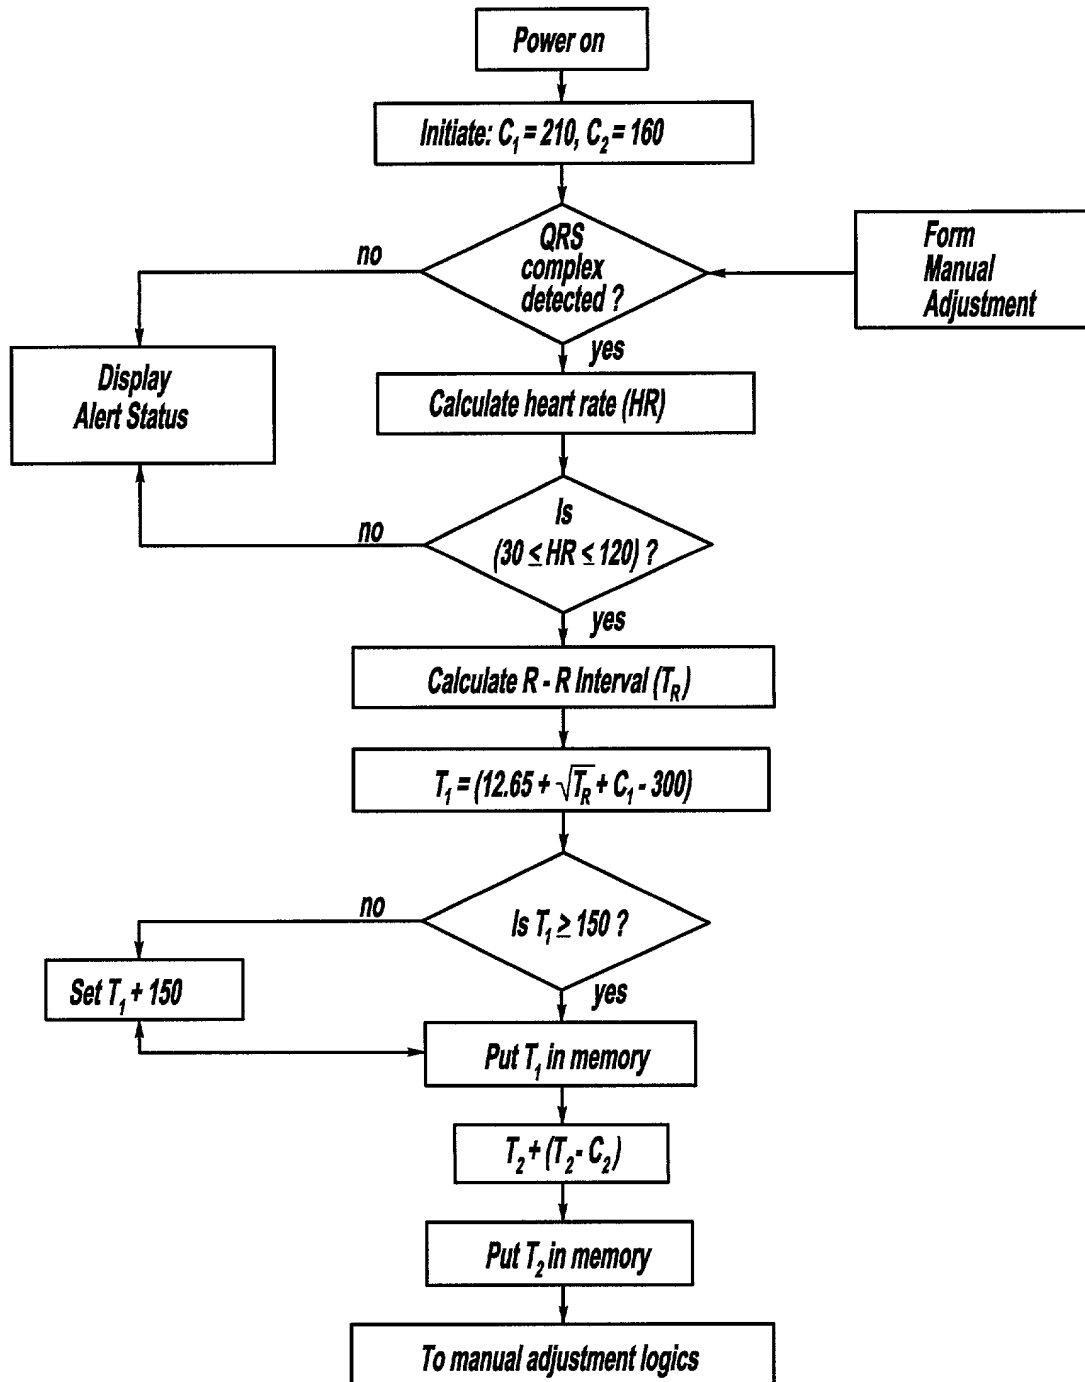 Power on
Initiate: C₁ = 210, C₂ = 160
QRS
complex
detected ?
no
Form
Manual
Adjustment
yes
Display
Alert Status
Calculate heart rate (HR)
Is
(30 ≤ HR ≤ 120) ?
no
yes
Calculate R - R Interval (T_R)
T₁ = (12.65 + √T_R + C₁ - 300)
no
Is T₁ ≥ 150 ?
yes
Set T₁ + 150
Put T₁ in memory
T₂ + (T₂ - C₂)
Put T₂ in memory
To manual adjustment logics